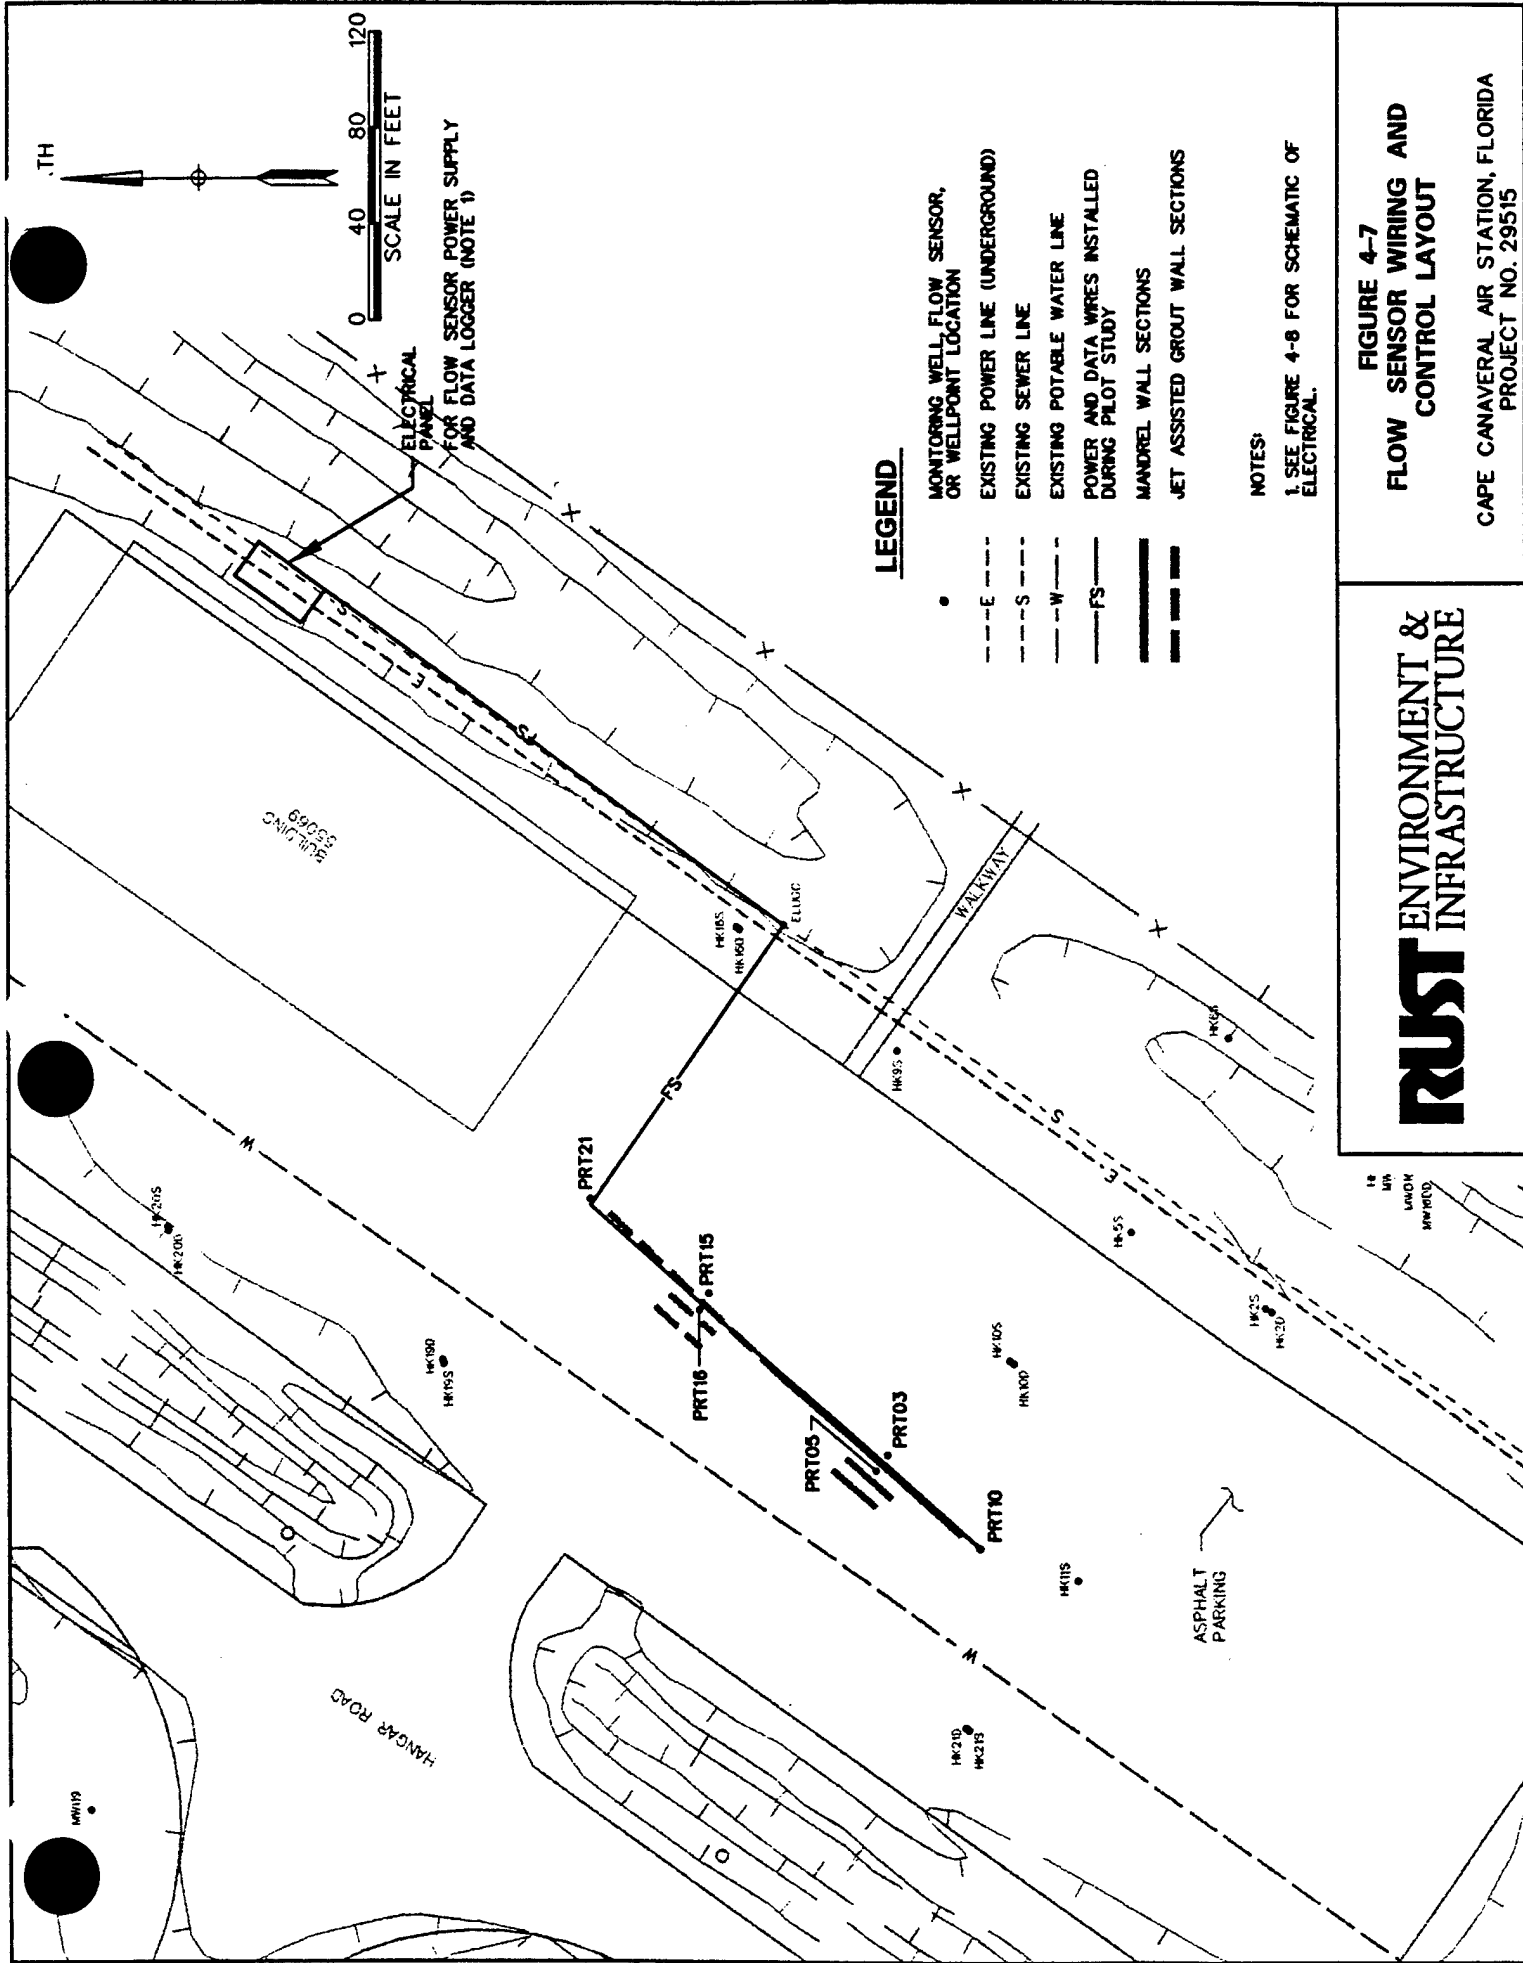 .TH
0 40 80 120
SCALE IN FEET
ELECTRICAL
PANEL
FOR FLOW SENSOR POWER SUPPLY
AND DATA LOGGER (NOTE 1)
BUILDING
55069
HANGAR ROAD
WALKWAY
ASPHALT
PARKING
MW119
HK20S
HK20D
HK19D
HK19S
HK16S
HK16D
HK9S
HK5S
HK2S
HK2D
HK10S
HK10D
HK11S
HK21D
HK21S
PRT21
PRT15
PRT16
PRT05
PRT03
PRT10
W
W
E
E
S
S
FS
FS
LEGEND
MONITORING WELL, FLOW SENSOR,
OR WELLPOINT LOCATION
E EXISTING POWER LINE (UNDERGROUND)
S EXISTING SEWER LINE
W EXISTING POTABLE WATER LINE
FS POWER AND DATA WIRES INSTALLED
DURING PILOT STUDY
MANDREL WALL SECTIONS
JET ASSISTED GROUT WALL SECTIONS
NOTES:
1. SEE FIGURE 4-8 FOR SCHEMATIC OF
ELECTRICAL.
RUST ENVIRONMENT &
INFRASTRUCTURE
FIGURE 4-7
FLOW SENSOR WIRING AND
CONTROL LAYOUT
CAPE CANAVERAL AIR STATION, FLORIDA
PROJECT NO. 29515